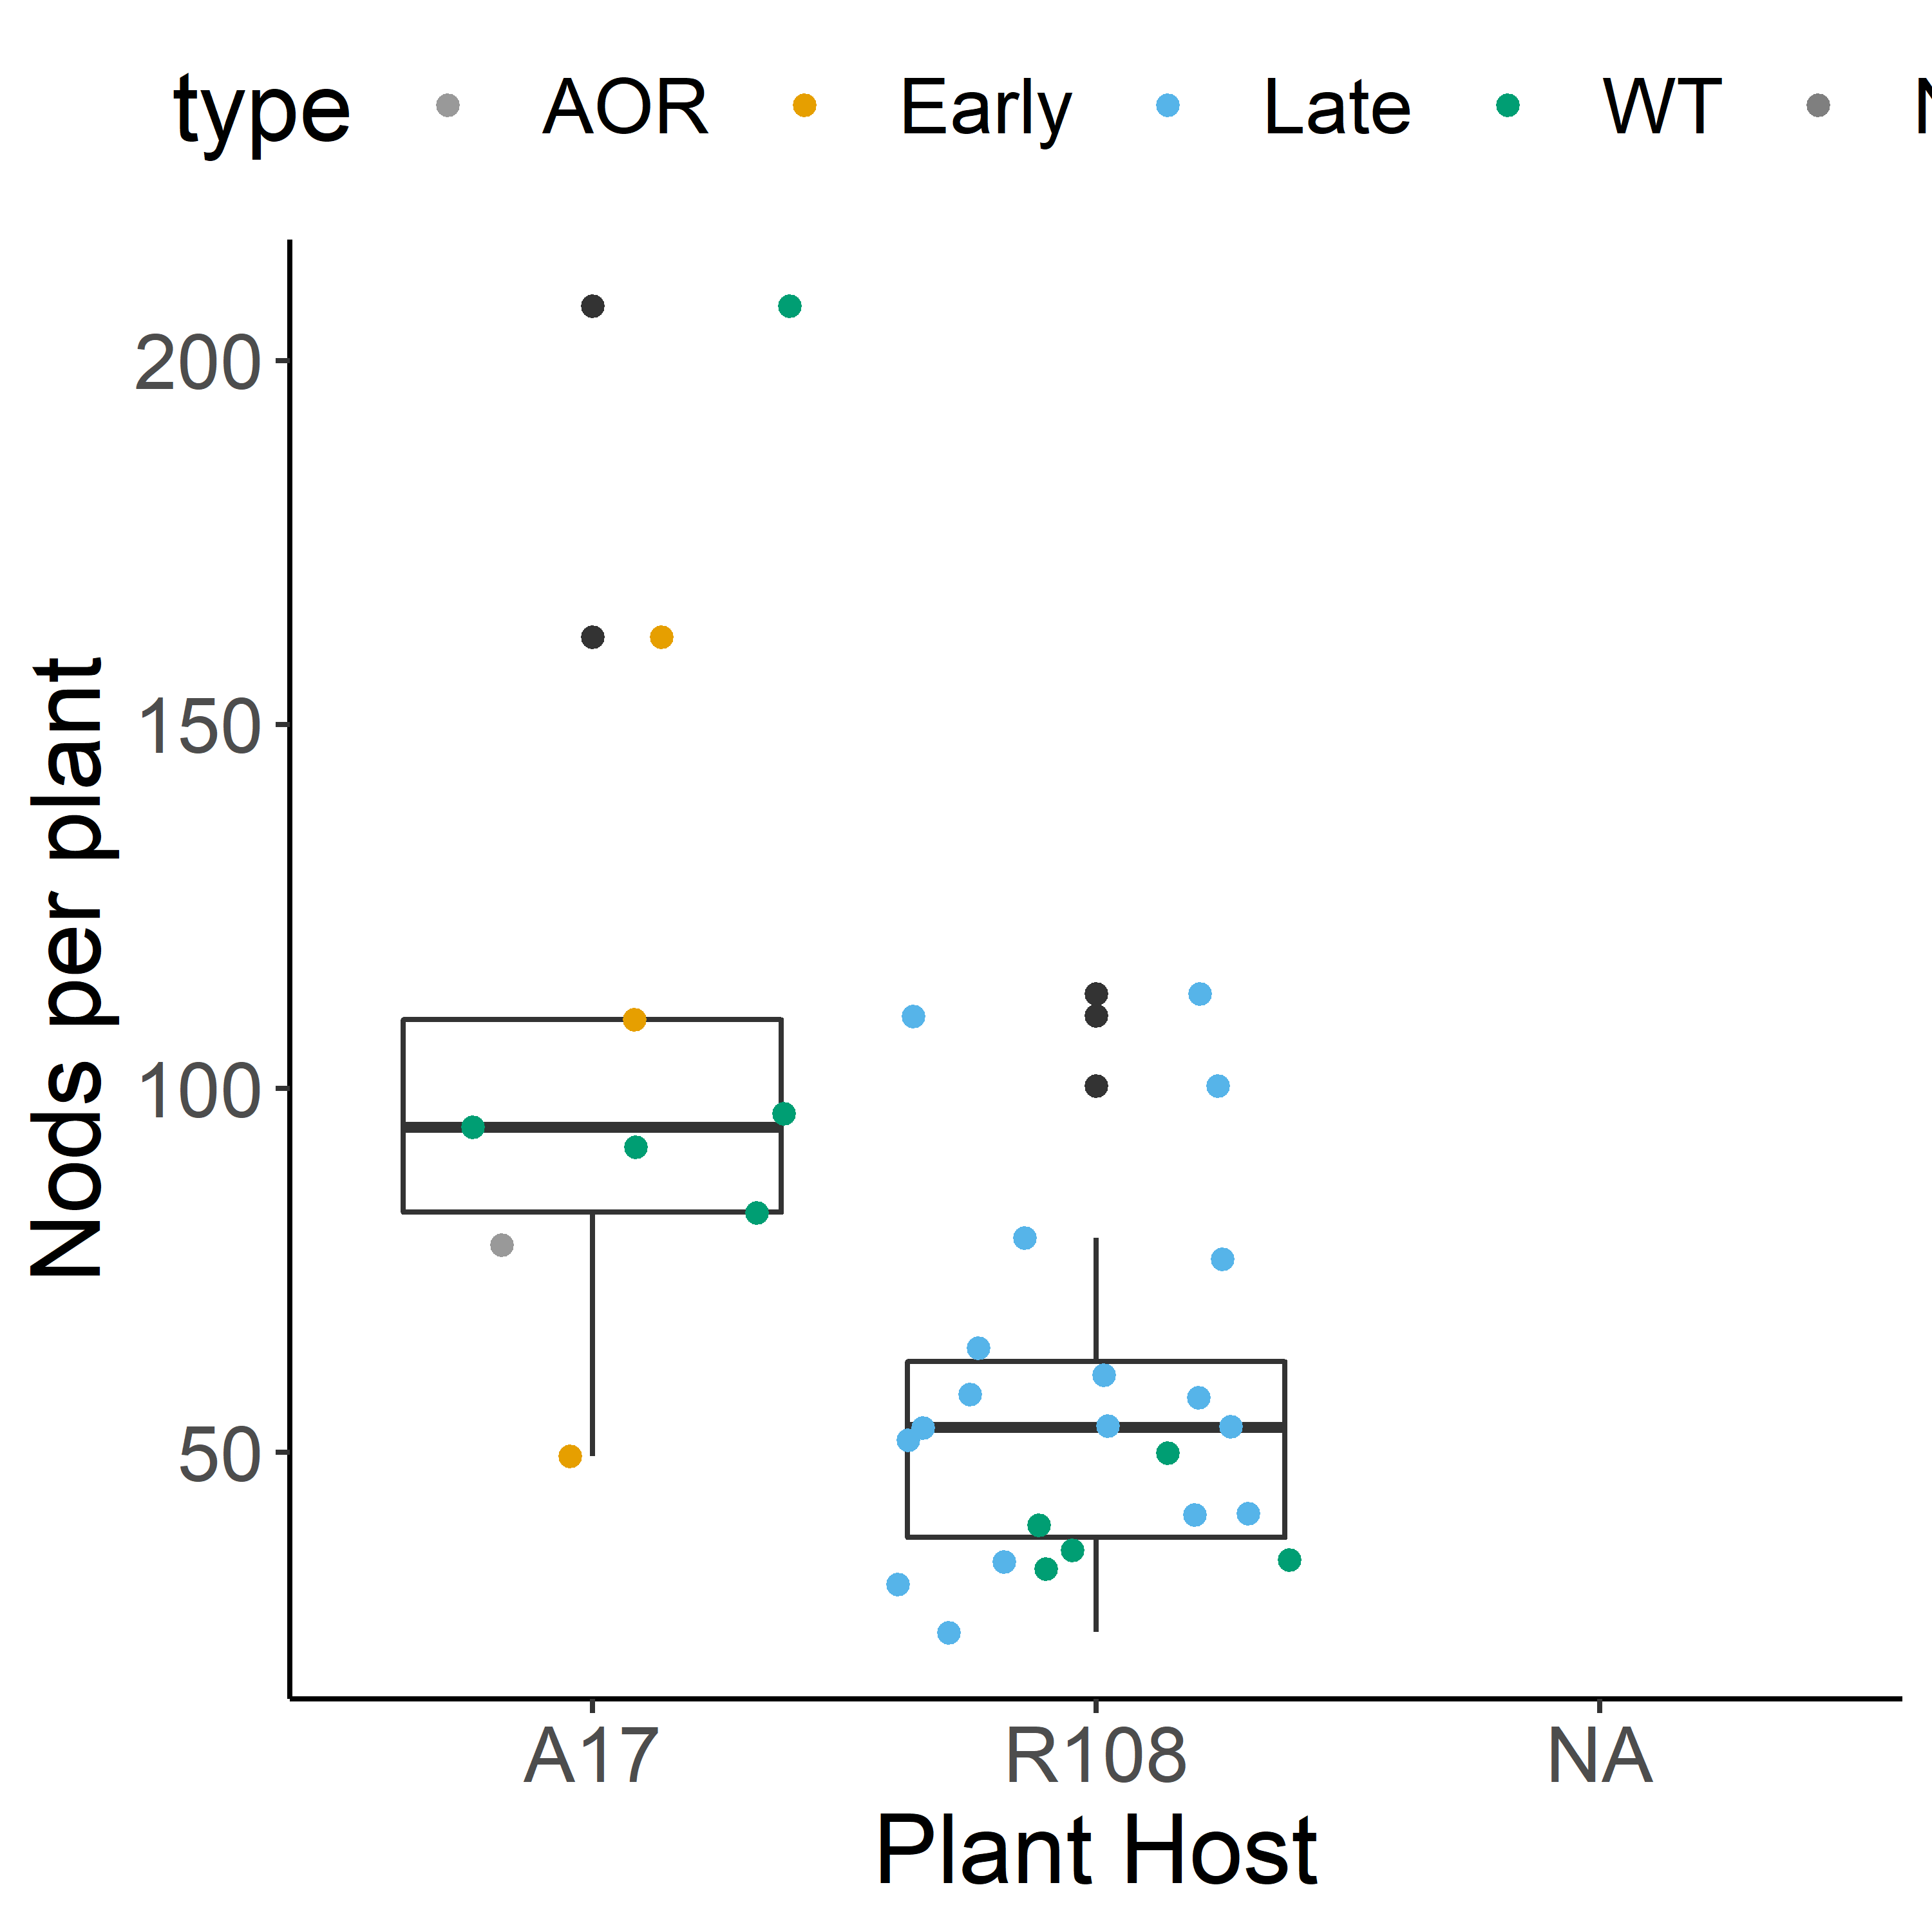 type AOR Early Late WT
200
150
100
50
Nods per plant
A17 R108 NA
Plant Host